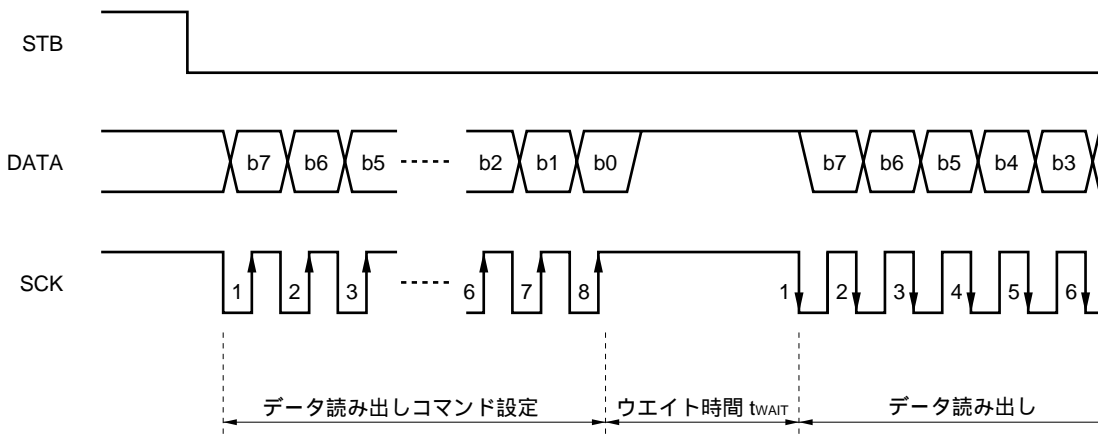 STB
DATA b7 b6 b5 b2 b1 b0 b7 b6 b5 b4 b3
SCK 1 2 3 6 7 8 1 2 3 4 5 6
データ読み出しコマンド設定 ウエイト時間 tWAIT データ読み出し